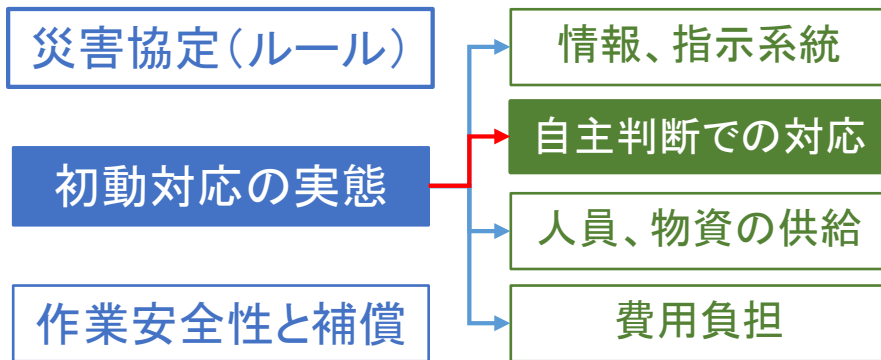 災害協定(ルール)
初動対応の実態
作業安全性と補償
情報、指示系統
自主判断での対応
人員、物資の供給
費用負担